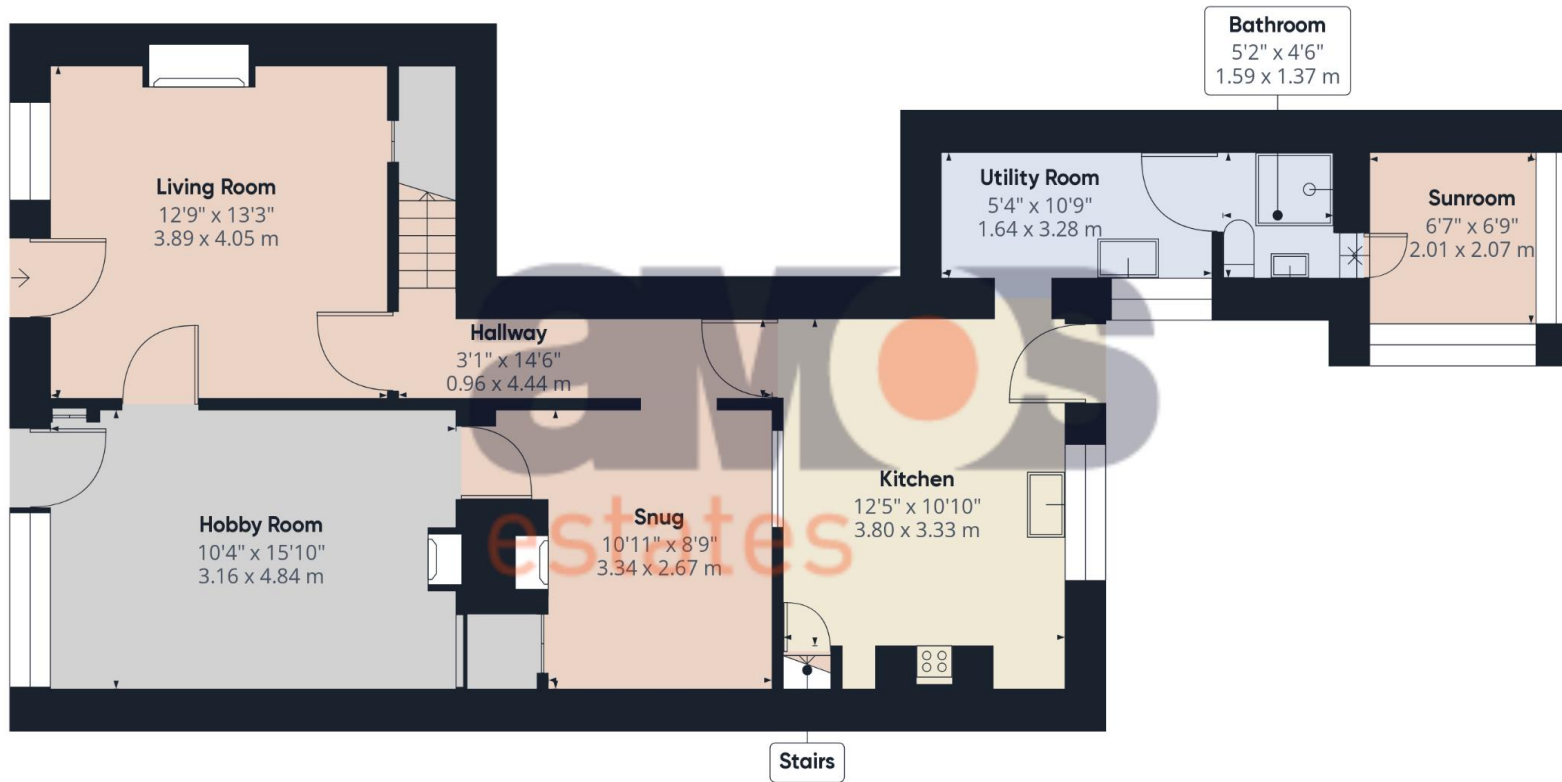 Bathroom
5'2" x 4'6"
1.59 x 1.37 m
Living Room
12'9" x 13'3"
3.89 x 4.05 m
Utility Room
5'4" x 10'9"
1.64 x 3.28 m
Sunroom
6'7" x 6'9"
2.01 x 2.07 m
Hallway
3'1" x 14'6"
0.96 x 4.44 m
amos
estates
Hobby Room
10'4" x 15'10"
3.16 x 4.84 m
Snug
10'11" x 8'9"
3.34 x 2.67 m
Kitchen
12'5" x 10'10"
3.80 x 3.33 m
Stairs